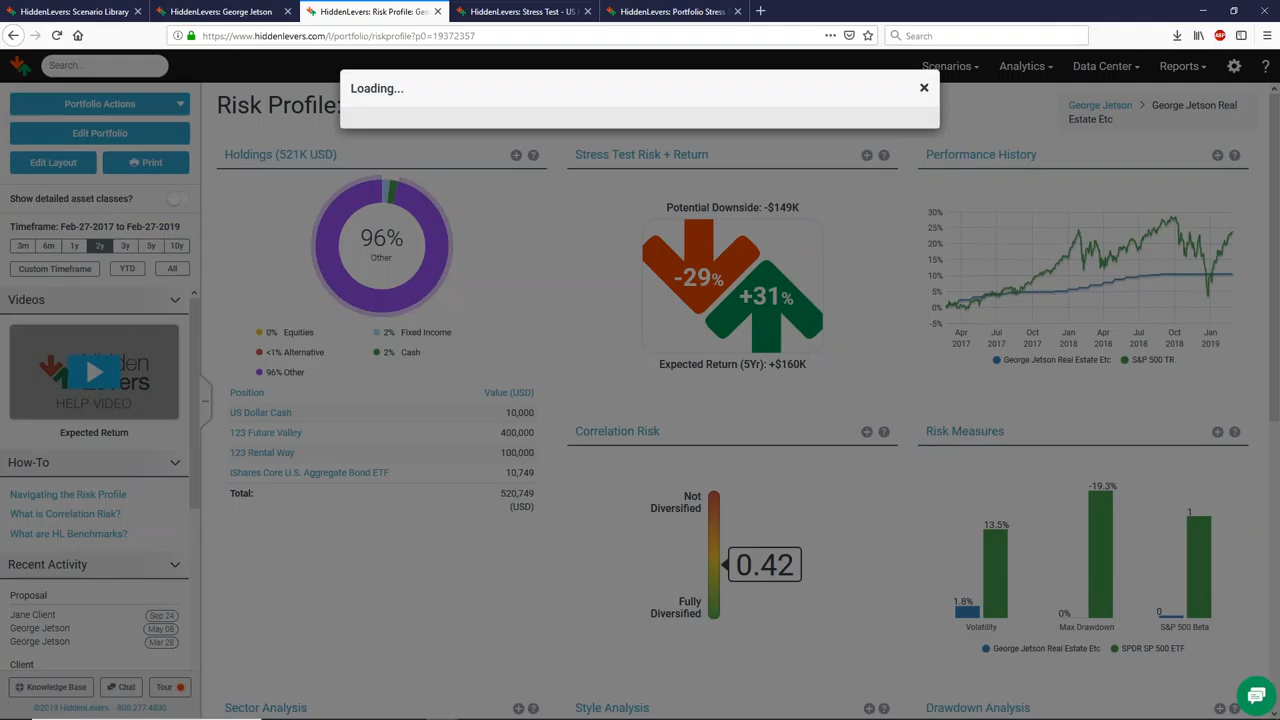 HiddenLevers: Scenario Library
HiddenLevers: George Jetson
HiddenLevers: Risk Profile: Geo
HiddenLevers: Stress Test - US
HiddenLevers: Portfolio Stress
https://www.hiddenlevers.com/l/portfolio/riskprofile?p0=19372357
Search
ABP
Search...
Scenarios
Analytics
Data Center
Reports
Loading...
Portfolio Actions
Edit Portfolio
Edit Layout
Print
Show detailed asset classes?
Timeframe: Feb-27-2017 to Feb-27-2019
3m 6m 1y 2y 3y 5y 10y
Custom Timeframe YTD All
Videos
Hidden
Levers
HELP-VIDEO
Expected Return
How-To
Navigating the Risk Profile
What is Correlation Risk?
What are HL Benchmarks?
Recent Activity
Proposal
Jane Client Sep 24
George Jetson May 08
George Jetson Mar 28
Client
Knowledge Base Chat Tour
©2019 HiddenLevers 800.277.4830
Risk Profile:
George Jetson > George Jetson Real
Estate Etc
Holdings (521K USD)
96%
Other
0% Equities 2% Fixed Income
<1% Alternative 2% Cash
96% Other
Position Value (USD)
US Dollar Cash 10,000
123 Future Valley 400,000
123 Rental Way 100,000
iShares Core U.S. Aggregate Bond ETF 10,749
Total: 520,749
(USD)
Stress Test Risk + Return
Potential Downside: -$149K
-29%
+31%
Expected Return (5Yr): +$160K
Performance History
30%
25%
20%
15%
10%
5%
0%
-5%
Apr Jul Oct Jan Apr Jul Oct Jan
2017 2017 2017 2018 2018 2018 2018 2019
George Jetson Real Estate Etc S&P 500 TR
Correlation Risk
Not
Diversified
0.42
Fully
Diversified
Risk Measures
-19.3%
13.5%
1
1.8%
0%
0
Volatility Max Drawdown S&P 500 Beta
George Jetson Real Estate Etc SPDR SP 500 ETF
Sector Analysis
Style Analysis
Drawdown Analysis